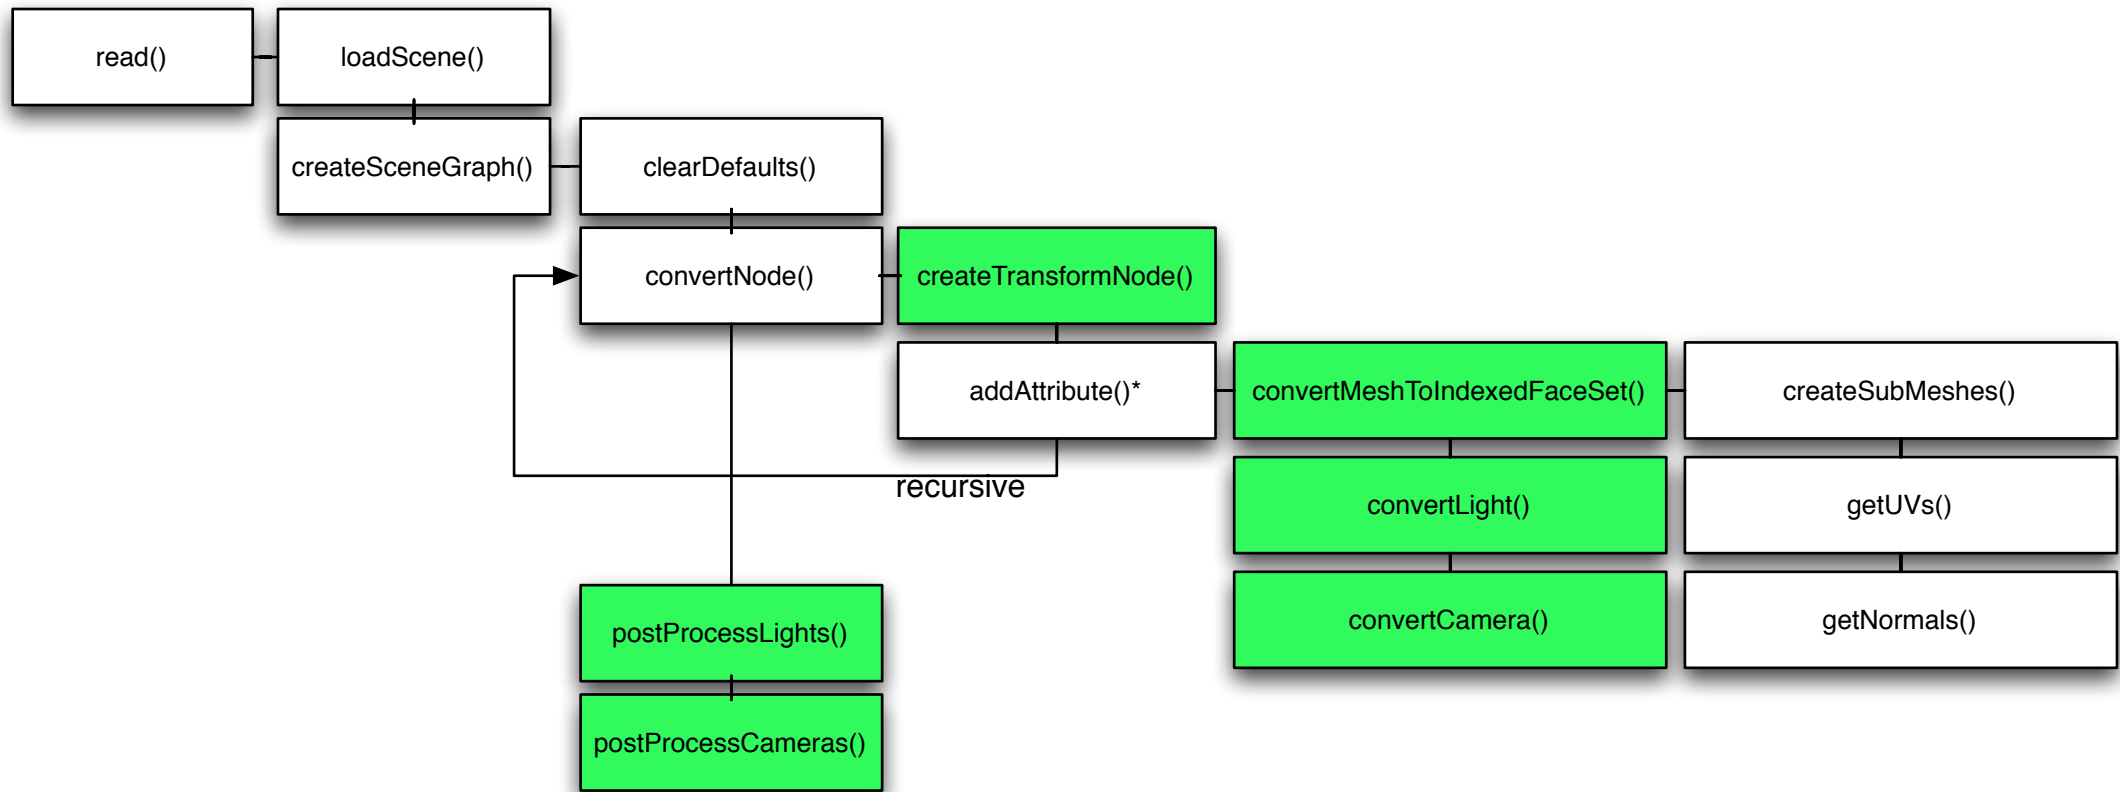 read()
loadScene()
createSceneGraph()
clearDefaults()
convertNode()
createTransformNode()
addAttribute()*
convertMeshToIndexedFaceSet()
createSubMeshes()
recursive
convertLight()
getUVs()
convertCamera()
getNormals()
postProcessLights()
postProcessCameras()